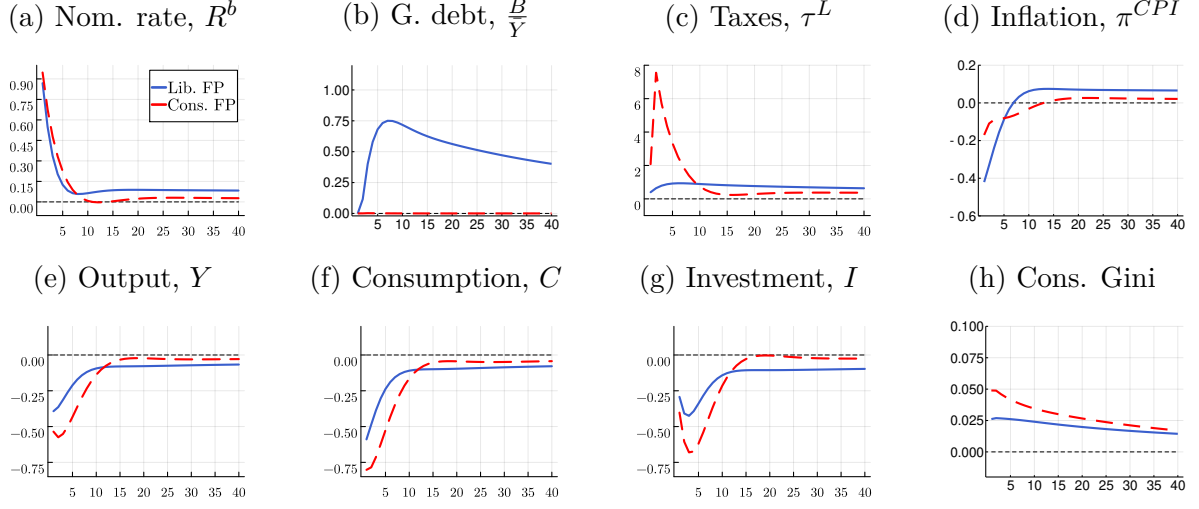 (a) Nom. rate, R^b
(b) G. debt, B/Ȳ
(c) Taxes, τ^L
(d) Inflation, π^{CPI}
0.90
0.75
0.60
0.45
0.30
0.15
0.00
Lib. FP
Cons. FP
5 10 15 20 25 30 35 40
1.00
0.75
0.50
0.25
0.00
5 10 15 20 25 30 35 40
8
6
4
2
0
5 10 15 20 25 30 35 40
0.2
0.0
- 0.2
- 0.4
- 0.6
5 10 15 20 25 30 35 40
(e) Output, Y
(f) Consumption, C
(g) Investment, I
(h) Cons. Gini
0.00
−0.25
−0.50
−0.75
5 10 15 20 25 30 35 40
0.00
−0.25
−0.50
−0.75
5 10 15 20 25 30 35 40
0.00
−0.25
−0.50
−0.75
5 10 15 20 25 30 35 40
0.100
0.075
0.050
0.025
0.000
5 10 15 20 25 30 35 40